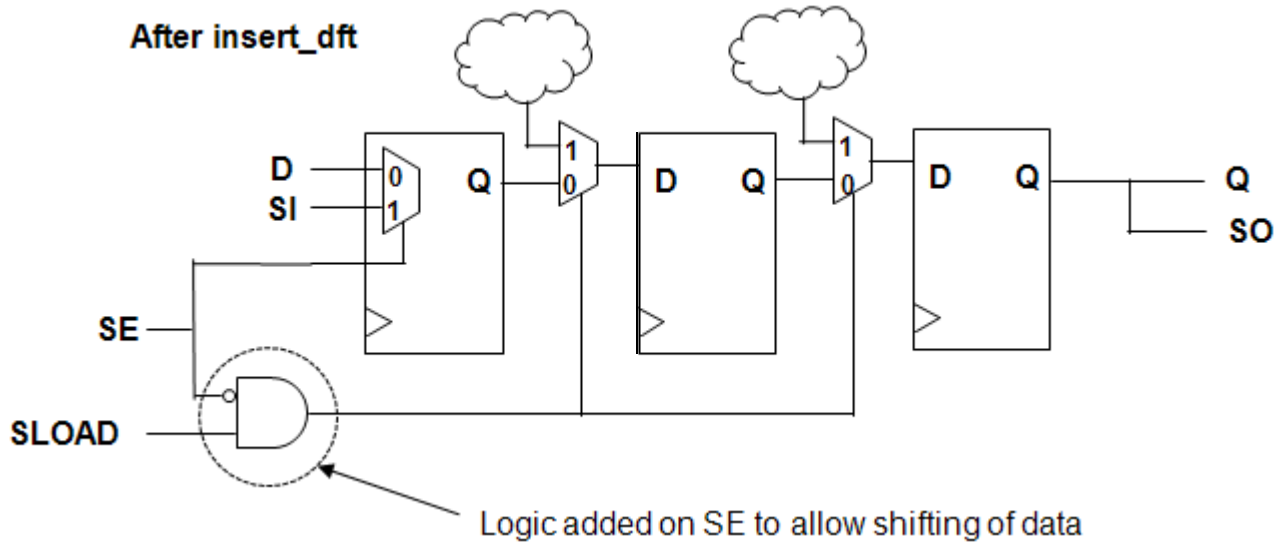 After insert_dft
1
1
D
0
Q
0
D
Q
0
D
Q
Q
SI
1
SO
SE
SLOAD
Logic added on SE to allow shifting of data